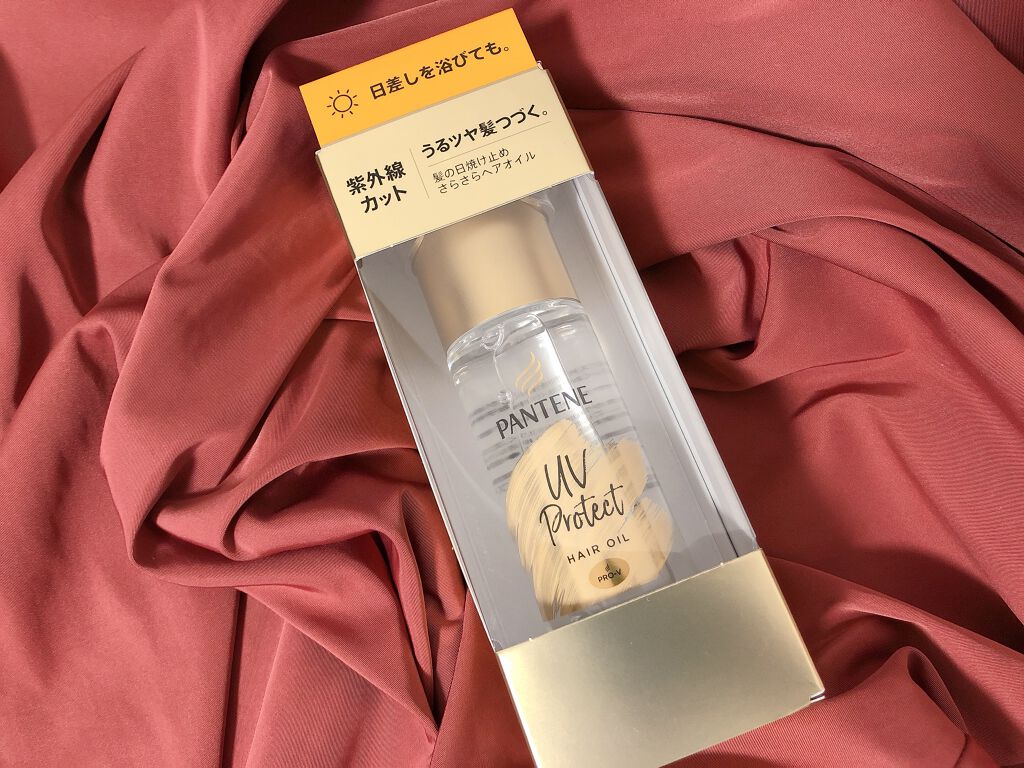 日差しを浴びても。
紫外線
カット
うるツヤ髪つづく。
髪の日焼け止め
さらさらヘアオイル
PANTENE
UV
Protect
HAIR OIL
PRO-V